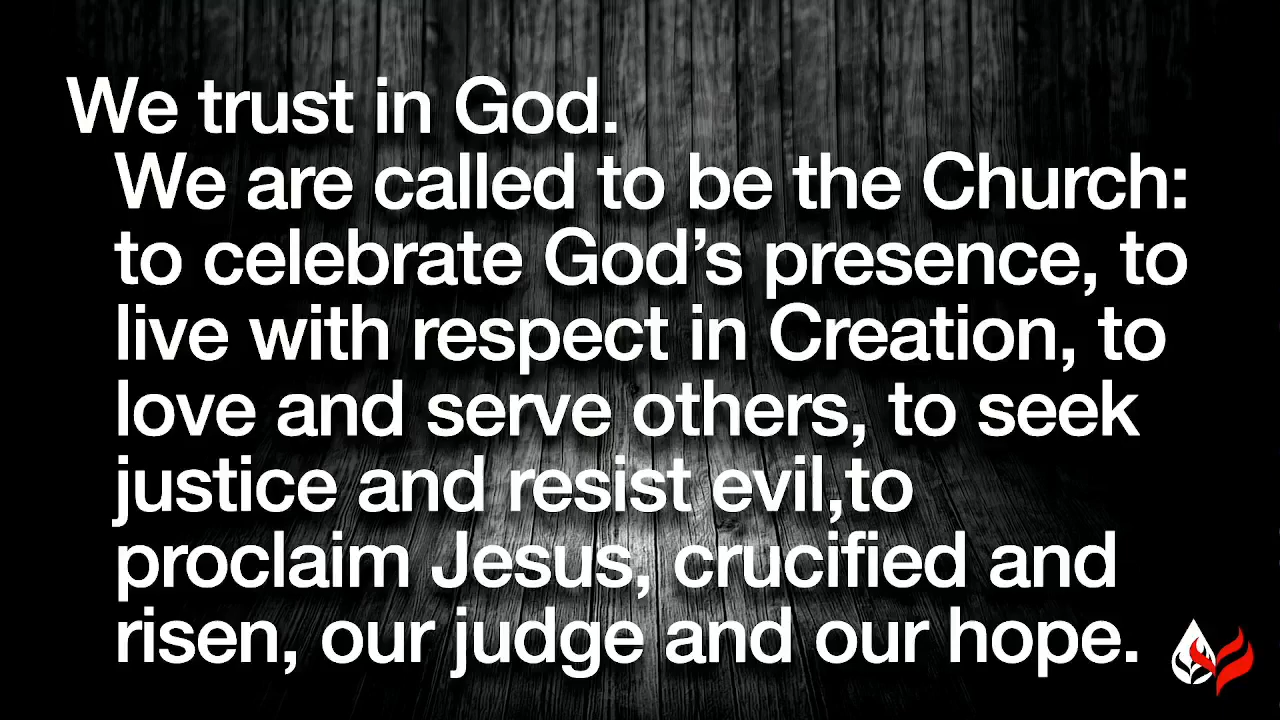 We trust in God.
We are called to be the Church:
to celebrate God’s presence, to
live with respect in Creation, to
love and serve others, to seek
justice and resist evil,to
proclaim Jesus, crucified and
risen, our judge and our hope.